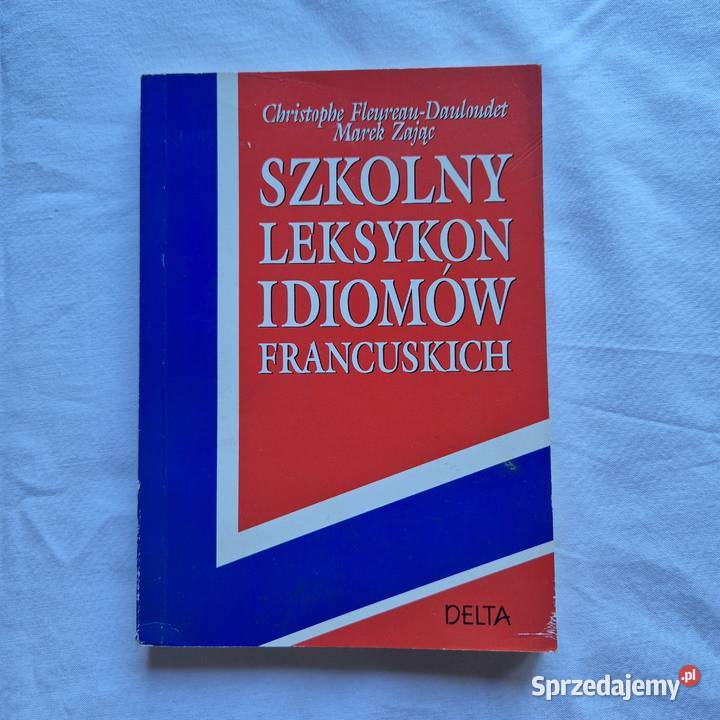 Christophe Fleureau-Dauloudet
Marek Zając
SZKOLNY
LEKSYKON
IDIOMÓW
FRANCUSKICH
DELTA
Sprzedajemy.pl